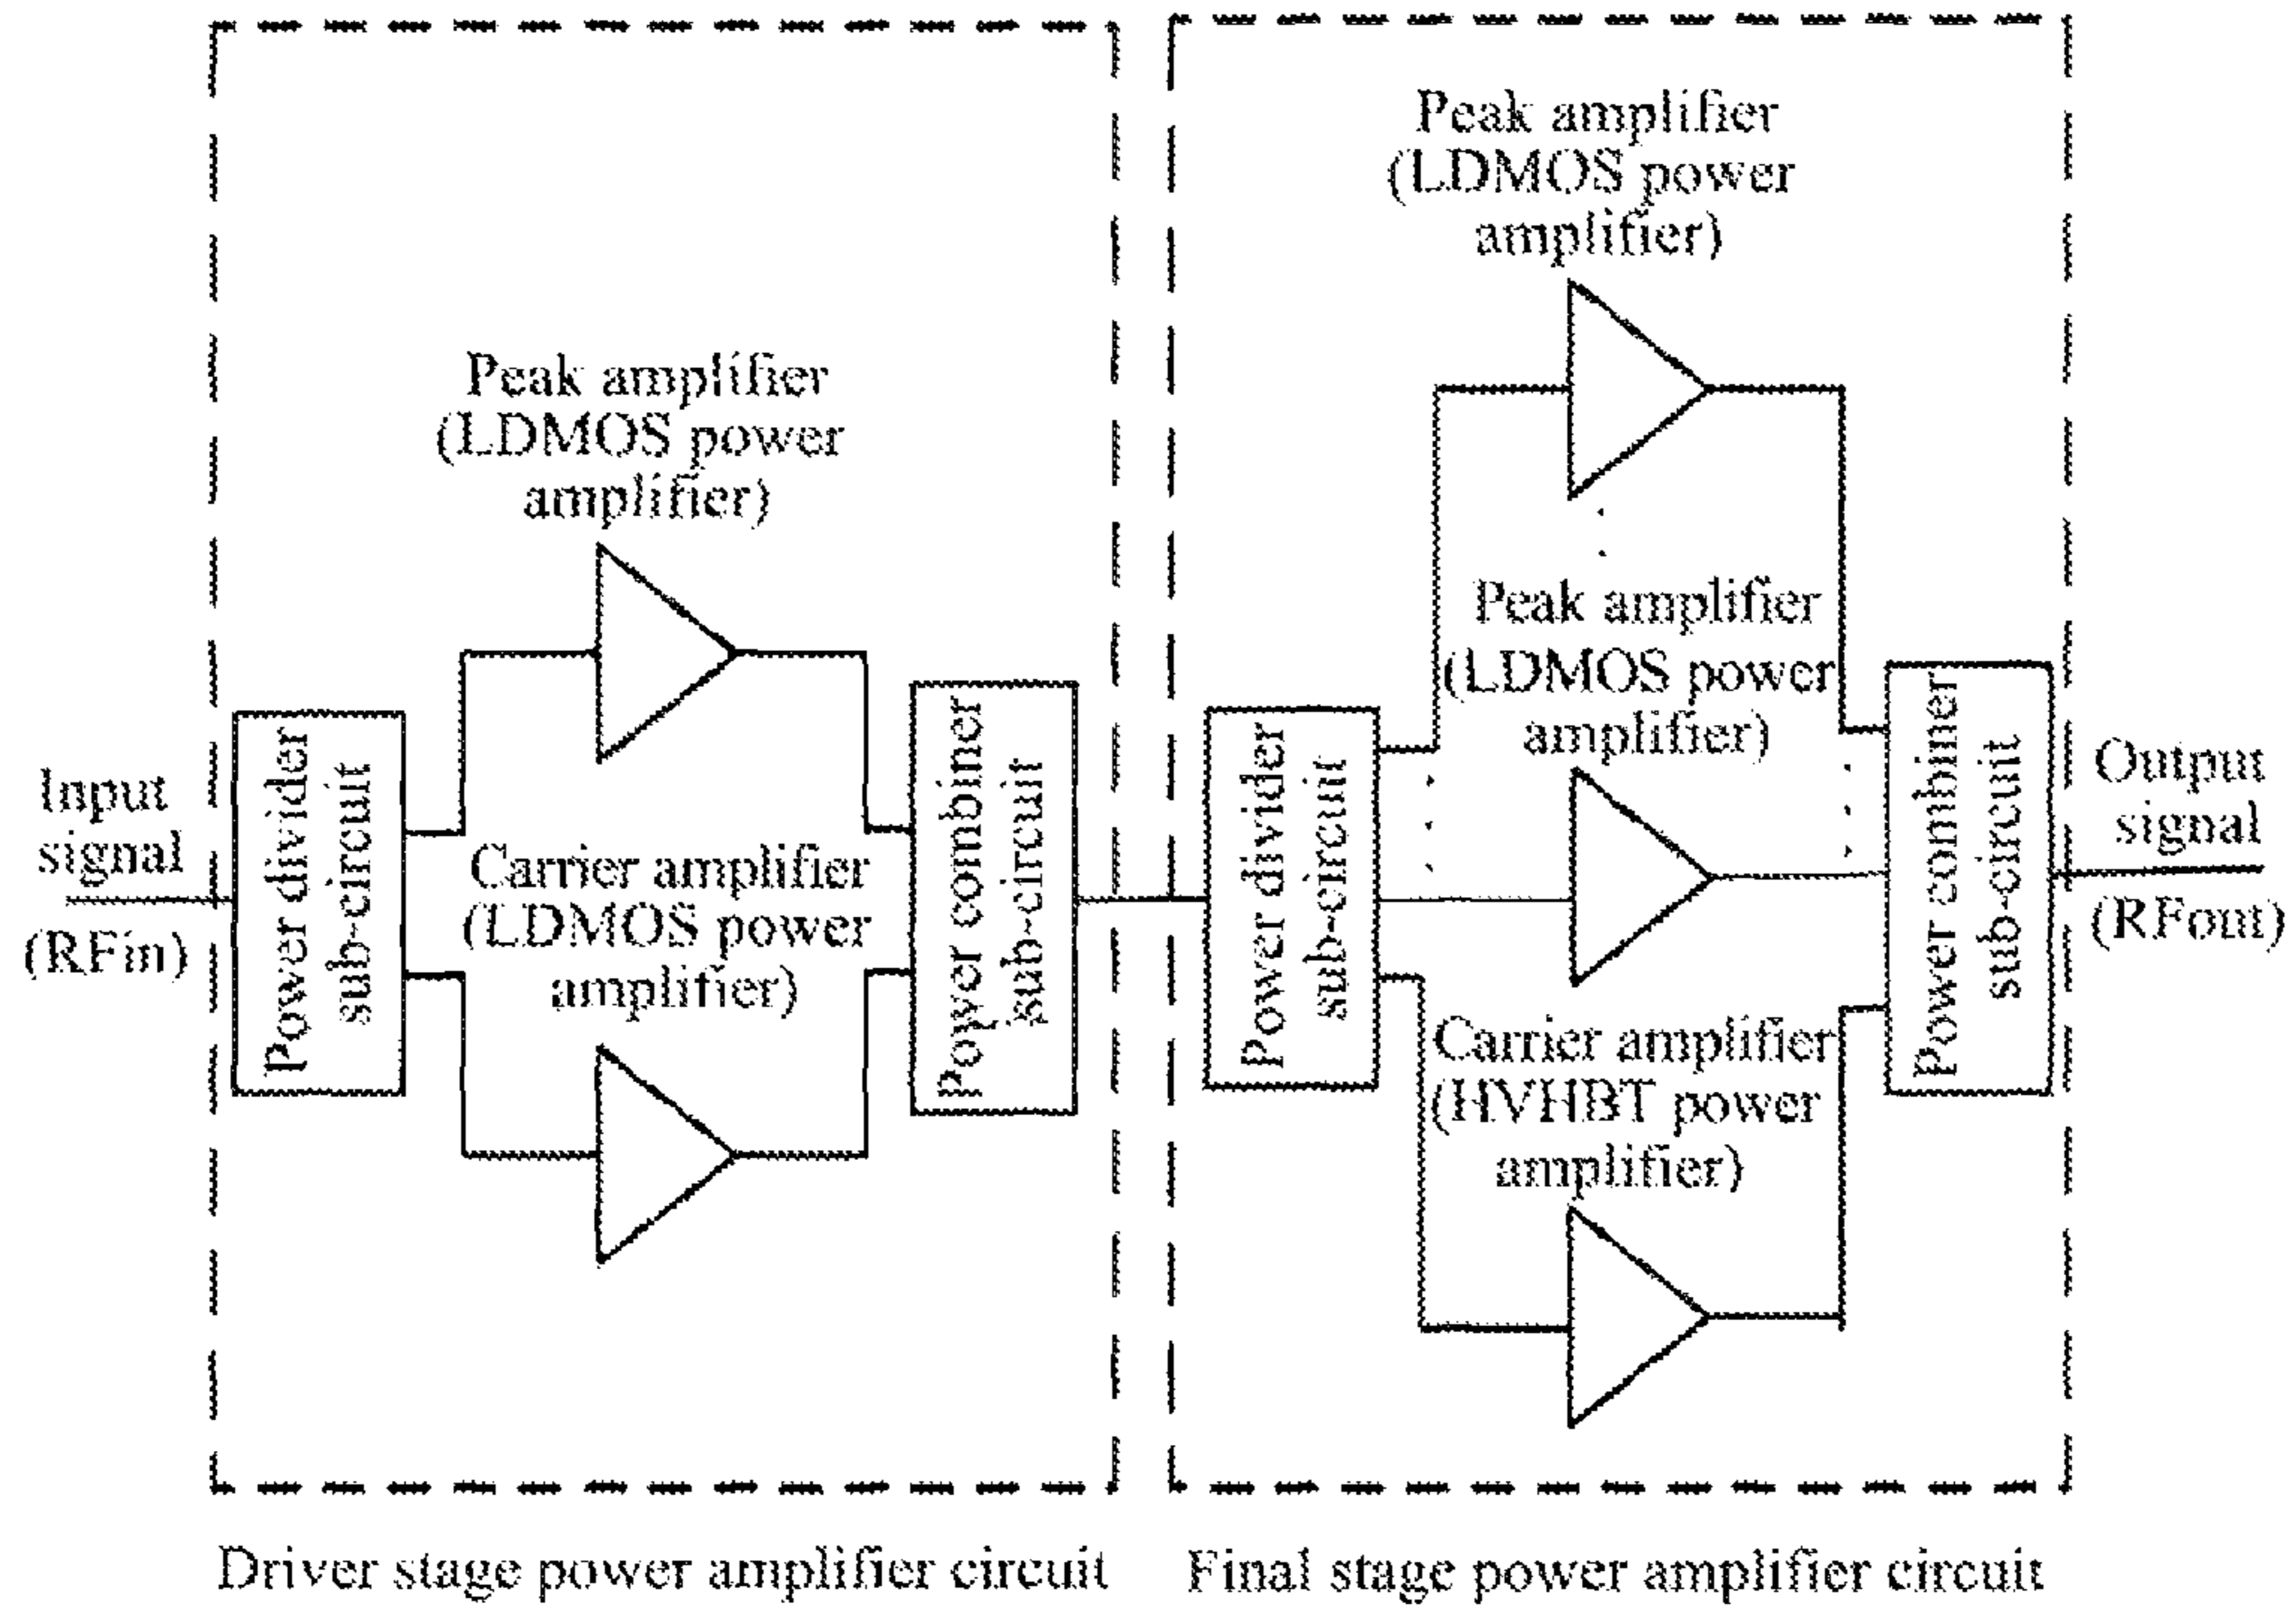 Peak amplifier
(LDMOS power
amplifier)
Peak amplifier
(LDMOS power
amplifier)
Peak amplifier
(LDMOS power
amplifier)
Input
signal
(RFin)
Power divider
sub-circuit
Carrier amplifier
(LDMOS power
amplifier)
Power combiner
sub-circuit
Power divider
sub-circuit
Carrier amplifier
(HVHBT power
amplifier)
Power combiner
sub-circuit
Output
signal
(RFout)
Driver stage power amplifier circuit
Final stage power amplifier circuit